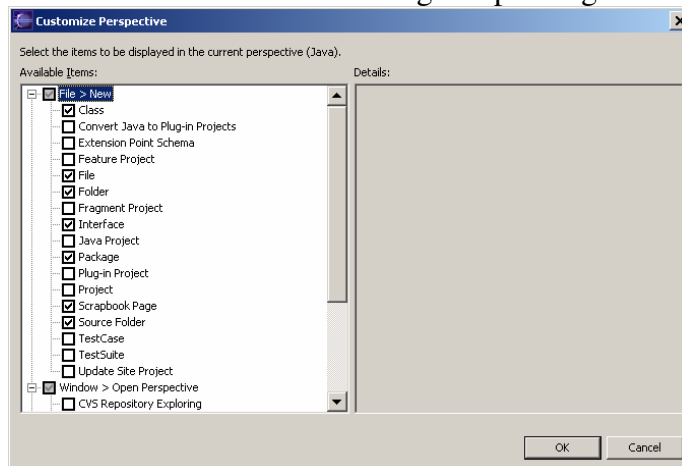 Customize Perspective
Select the items to be displayed in the current perspective (Java).
Available Items:
Details:
File > New
Class
Convert Java to Plug-in Projects
Extension Point Schema
Feature Project
File
Folder
Fragment Project
Interface
Java Project
Package
Plug-in Project
Project
Scrapbook Page
Source Folder
TestCase
TestSuite
Update Site Project
Window > Open Perspective
CVS Repository Exploring
OK
Cancel